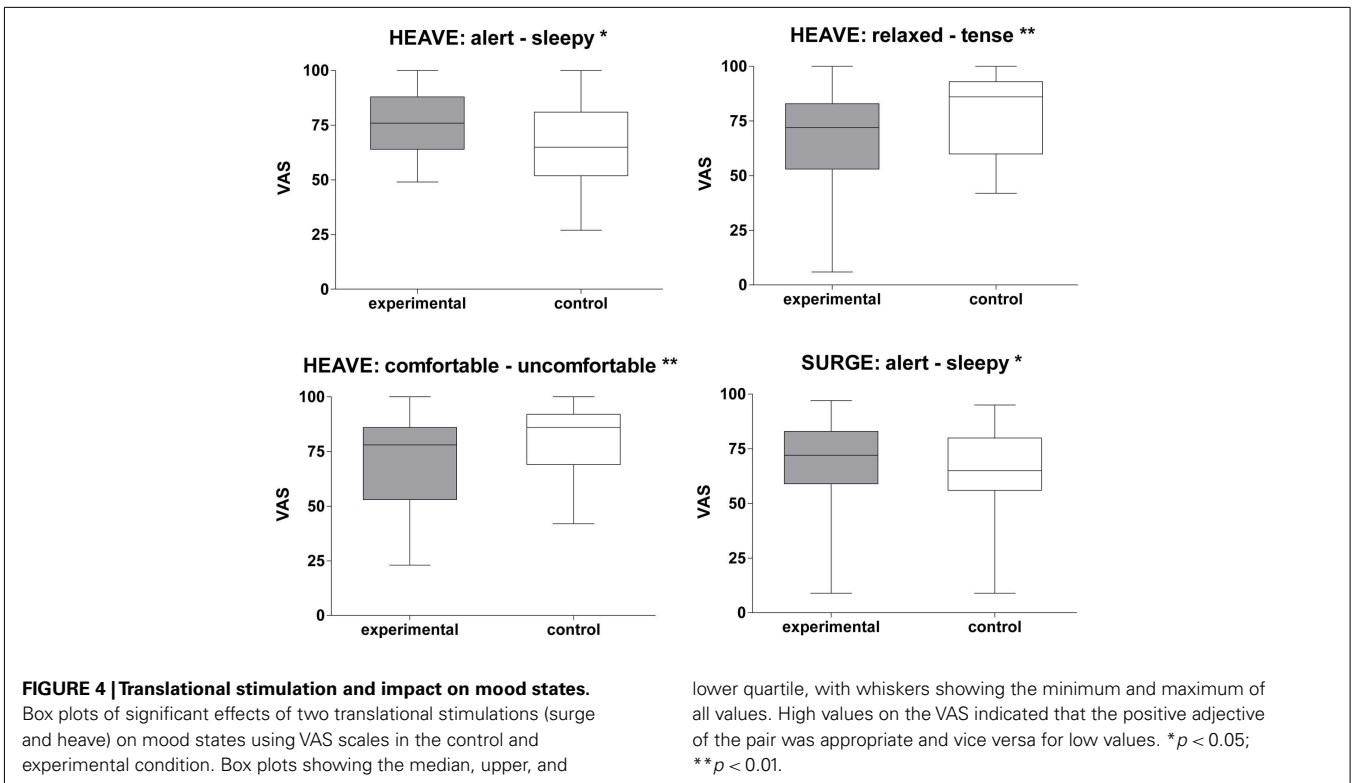 HEAVE: alert - sleepy *
100
75
50
25
0
VAS
experimental control
HEAVE: relaxed - tense **
100
75
50
25
0
VAS
experimental control
HEAVE: comfortable - uncomfortable **
100
75
50
25
0
VAS
experimental control
SURGE: alert - sleepy *
100
75
50
25
0
VAS
experimental control
FIGURE 4 | Translational stimulation and impact on mood states.
Box plots of significant effects of two translational stimulations (surge
and heave) on mood states using VAS scales in the control and
experimental condition. Box plots showing the median, upper, and
lower quartile, with whiskers showing the minimum and maximum of
all values. High values on the VAS indicated that the positive adjective
of the pair was appropriate and vice versa for low values. *p < 0.05;
**p < 0.01.